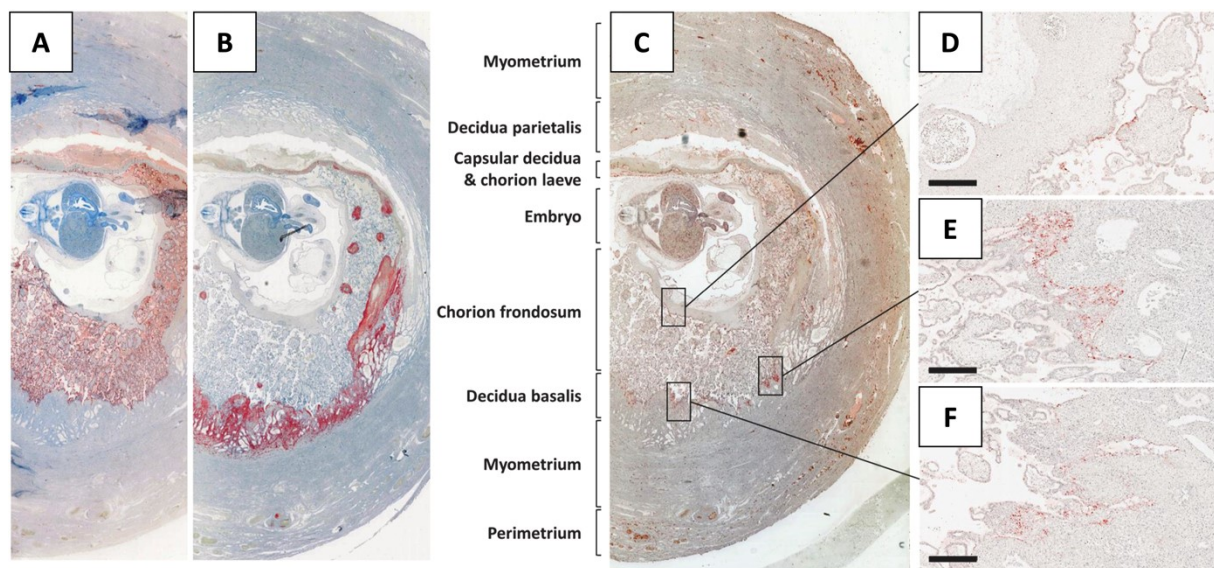 A
B
C
D
E
F
Myometrium
Decidua parietalis
Capsular decidua
& chorion laeve
Embryo
Chorion frondosum
Decidua basalis
Myometrium
Perimetrium